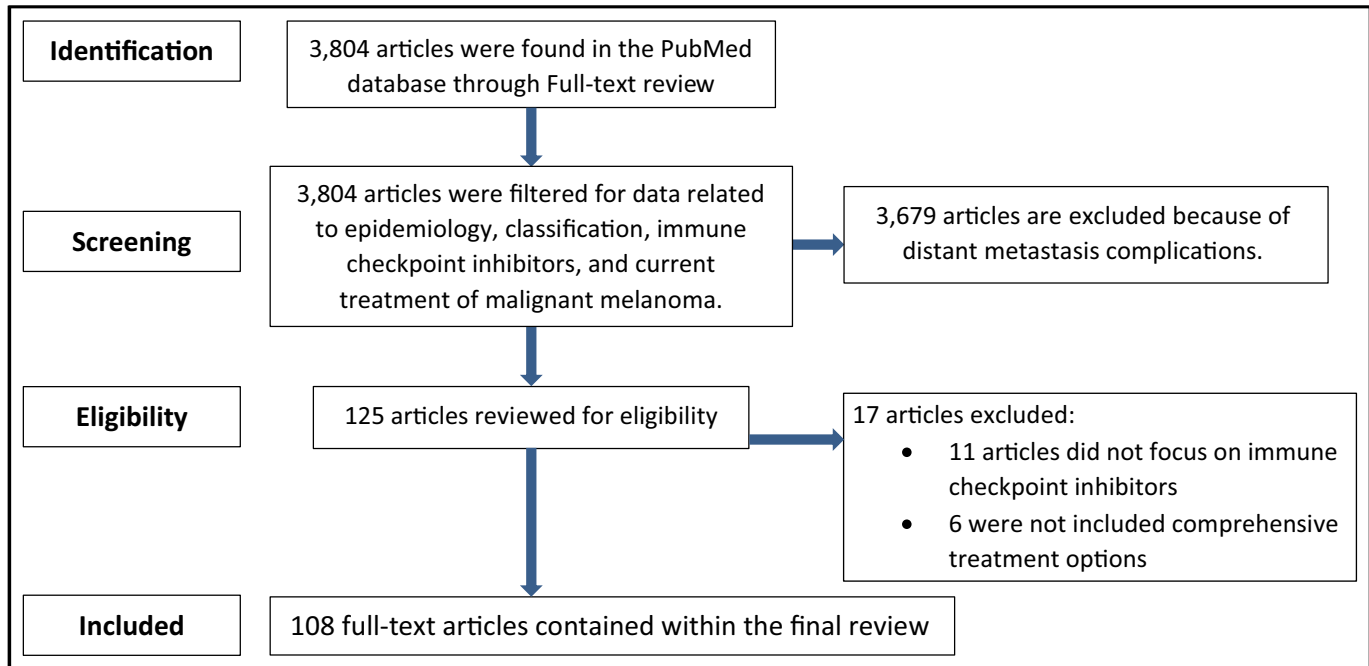 Identification
3,804 articles were found in the PubMed
database through Full-text review
Screening
3,804 articles were filtered for data related
to epidemiology, classification, immune
checkpoint inhibitors, and current
treatment of malignant melanoma.
3,679 articles are excluded because of
distant metastasis complications.
Eligibility
125 articles reviewed for eligibility
17 articles excluded:
• 11 articles did not focus on immune
checkpoint inhibitors
• 6 were not included comprehensive
treatment options
Included
108 full-text articles contained within the final review